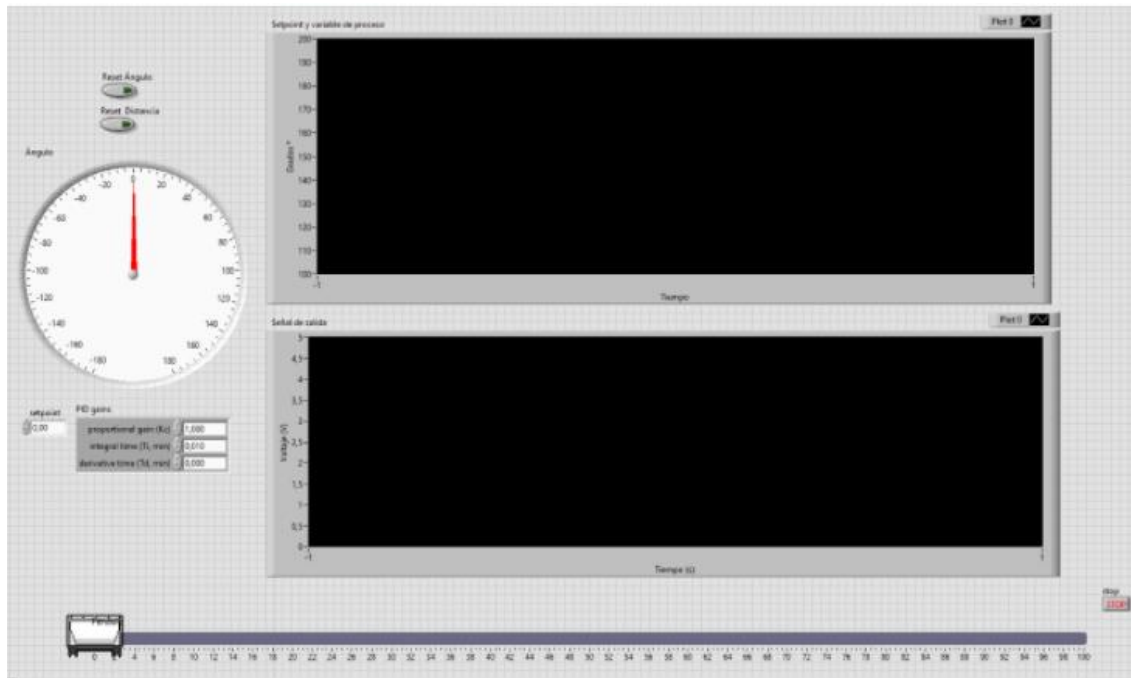 Setpoint y variable de proceso
Plot 0
Reset Ángulo
Reset Distancia
Ángulo
-180
-160
-140
-120
-100
-80
-60
-40
-20
0
20
40
60
80
100
120
140
160
180
200
190
180
170
160
150
140
130
120
110
100
Grados °
-1
1
Tiempo
Señal de salida
Plot 0
5
4,5
4
3,5
3
2,5
2
1,5
1
0,5
0
Voltaje (V)
-1
1
Tiempo (s)
setpoint
0,00
PID gains
proportional gain (Kc) 1,000
integral time (Ti, min) 0,010
derivative time (Td, min) 0,000
stop
STOP
0 2 4 6 8 10 12 14 16 18 20 22 24 26 28 30 32 34 36 38 40 42 44 46 48 50 52 54 56 58 60 62 64 66 68 70 72 74 76 78 80 82 84 86 88 90 92 94 96 98 100